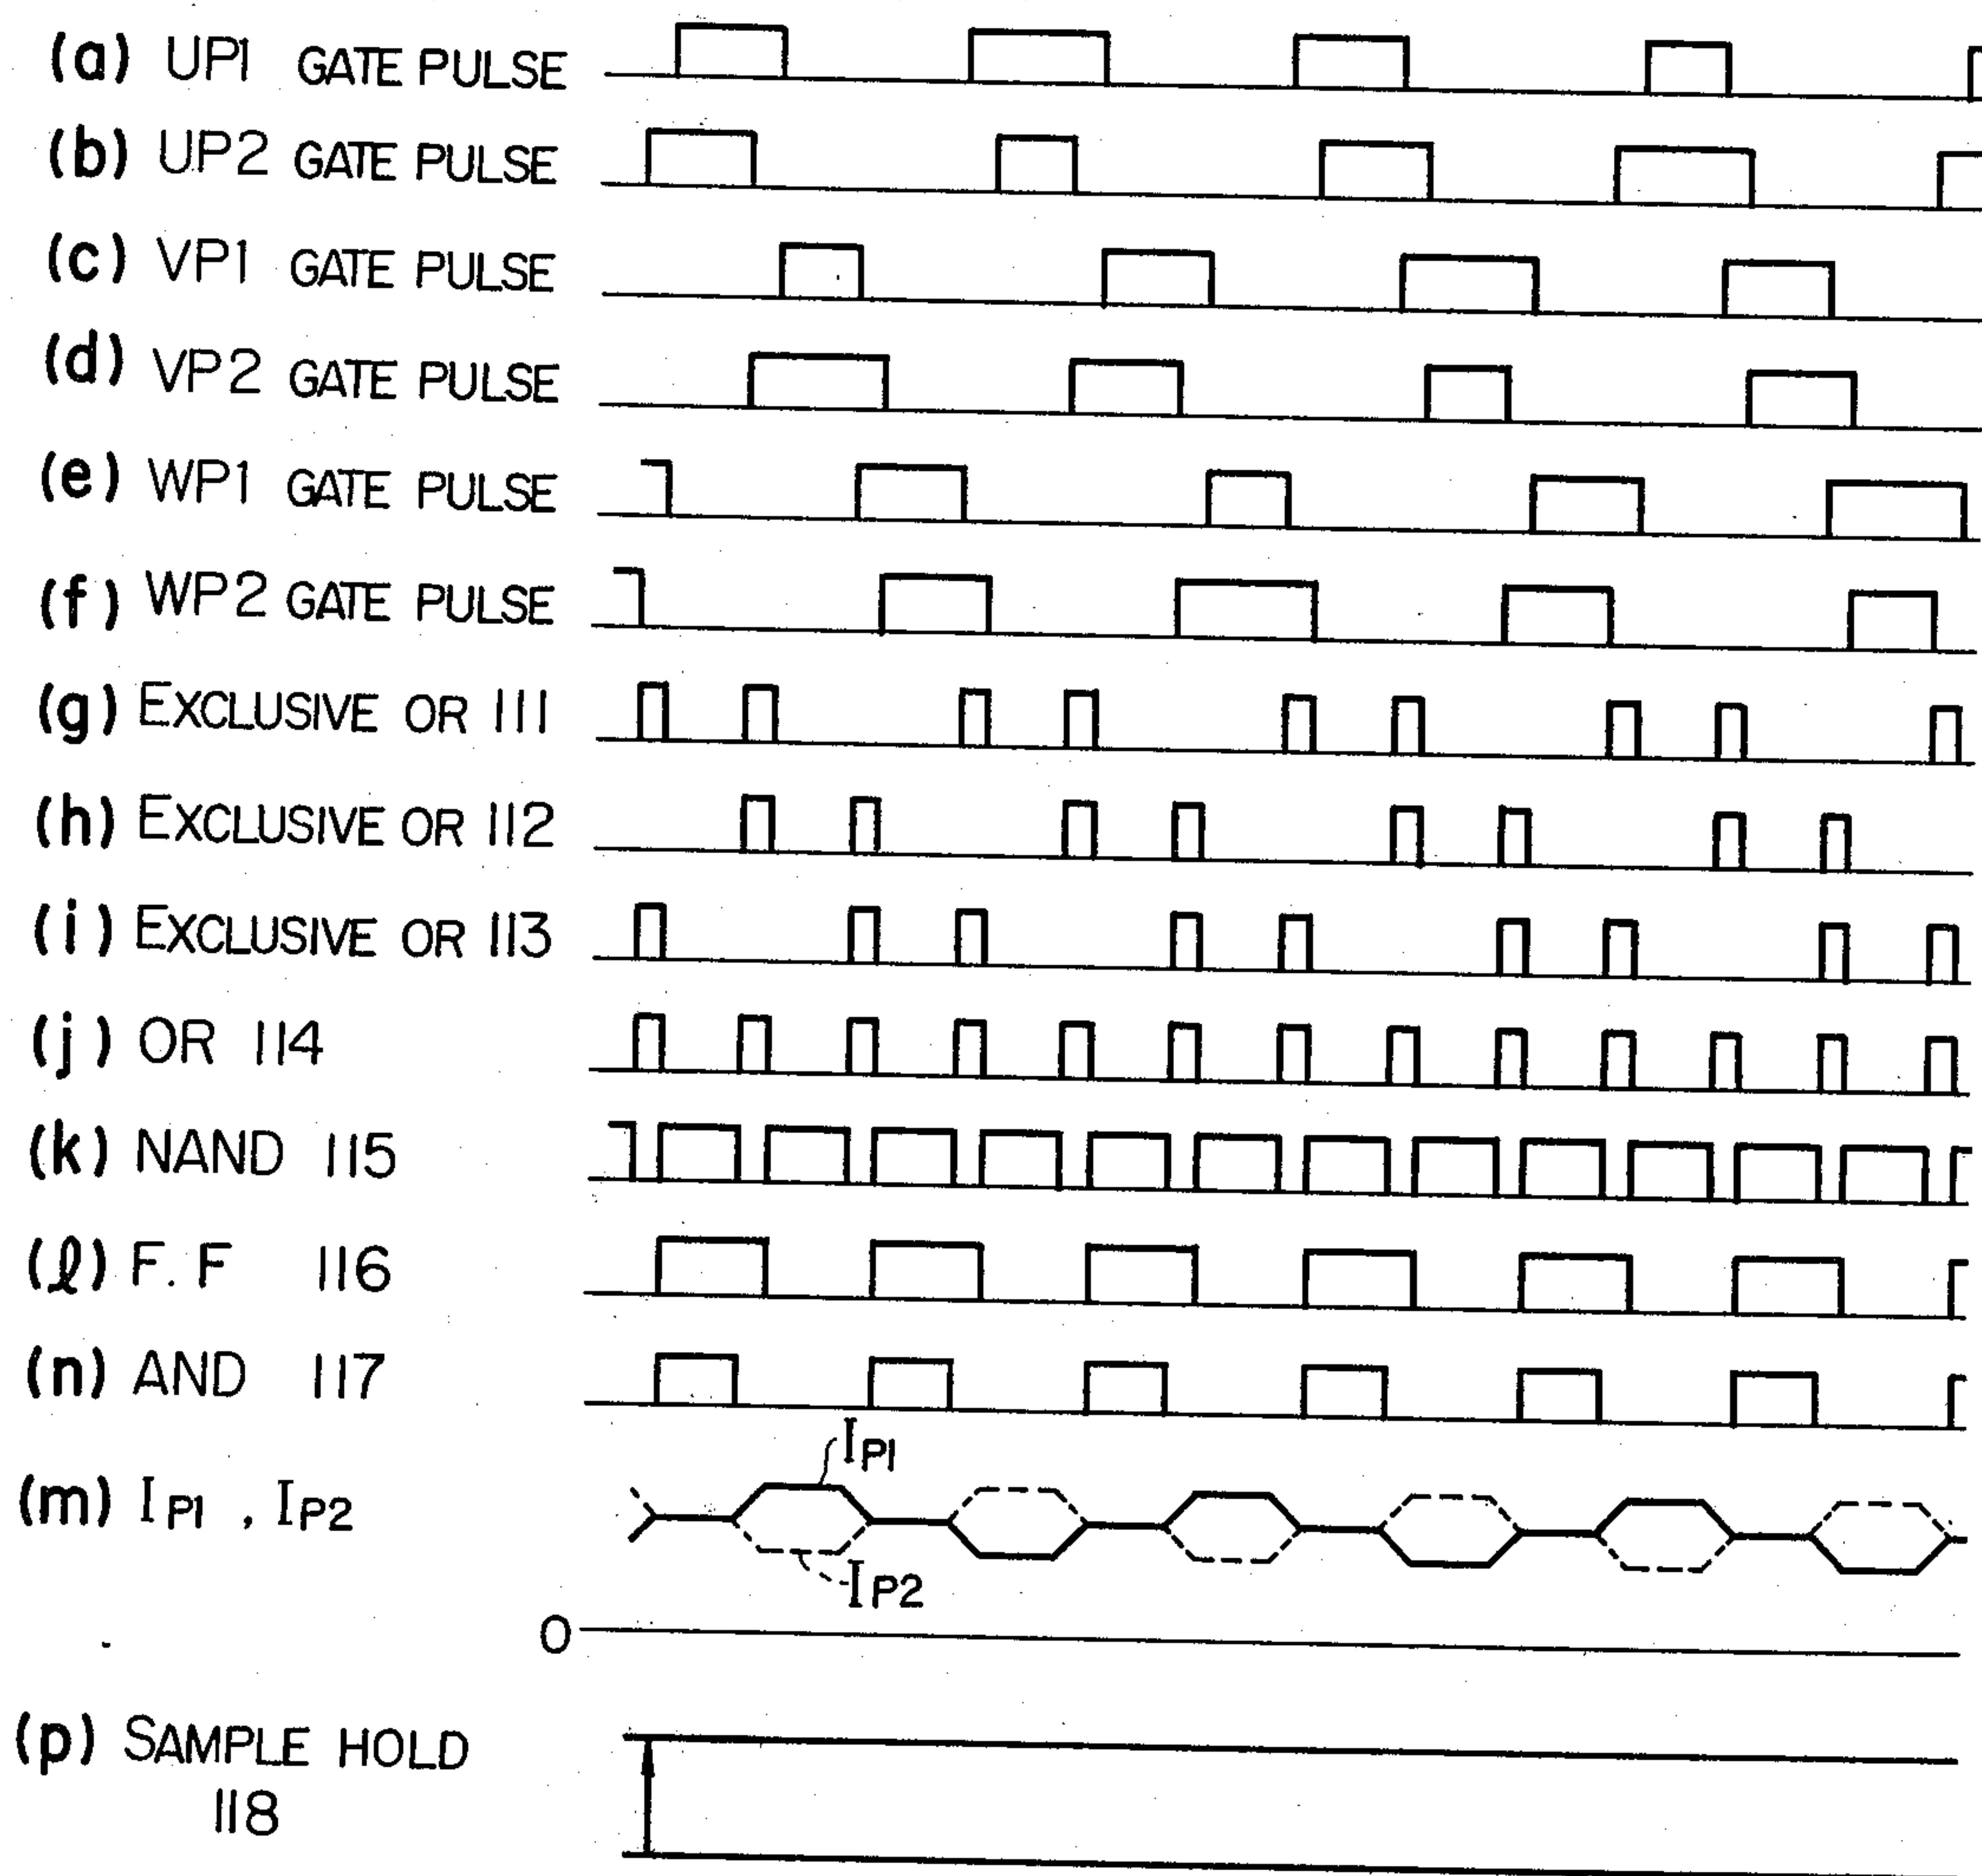 (a) UP1 GATE PULSE
(b) UP2 GATE PULSE
(c) VP1 GATE PULSE
(d) VP2 GATE PULSE
(e) WP1 GATE PULSE
(f) WP2 GATE PULSE
(g) EXCLUSIVE OR 111
(h) EXCLUSIVE OR 112
(i) EXCLUSIVE OR 113
(j) OR 114
(k) NAND 115
(ℓ) F.F 116
(n) AND 117
IP1
(m) IP1, IP2
IP2
0
(p) SAMPLE HOLD
118